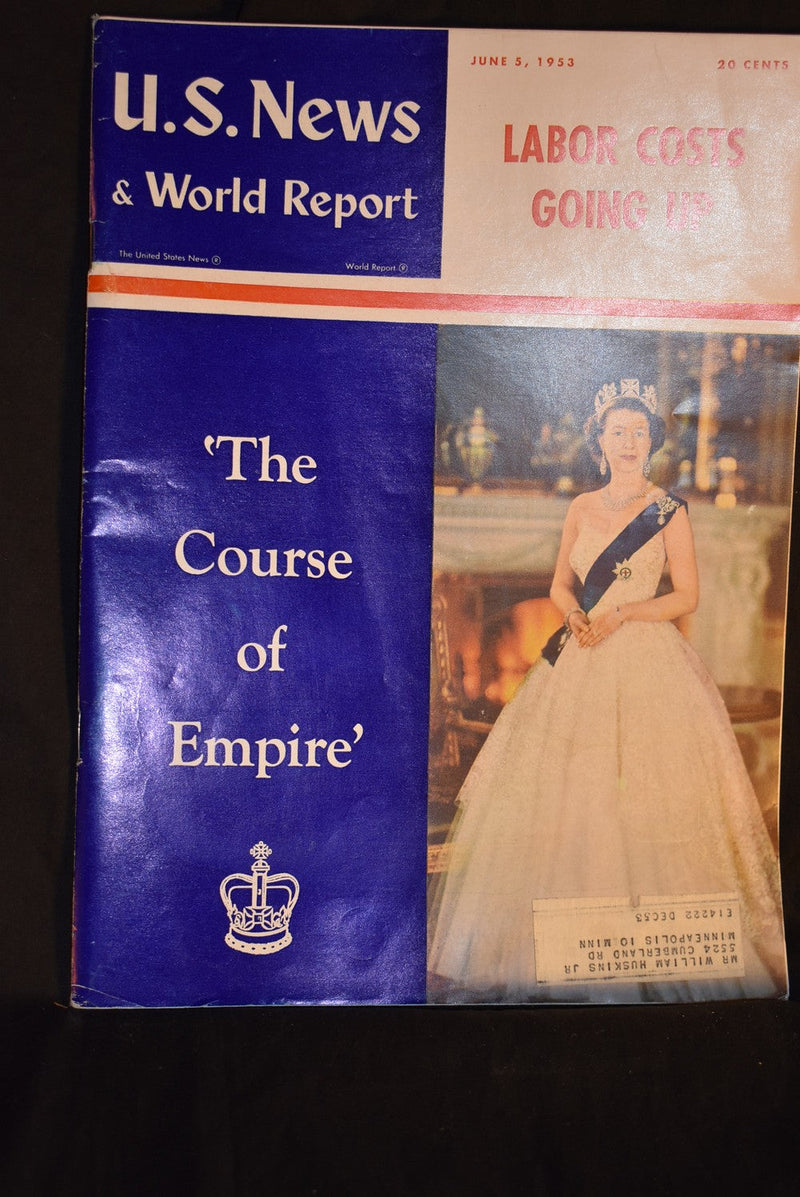 U.S. News
& World Report
The United States News ®
World Report ®
JUNE 5, 1953
20 CENTS
LABOR COSTS
GOING UP
‘The
Course
of
Empire’
E14222 DEC53
MR WILLIAM HUSKINS JR
5524 CUMBERLAND RD
MINNEAPOLIS 10 MINN